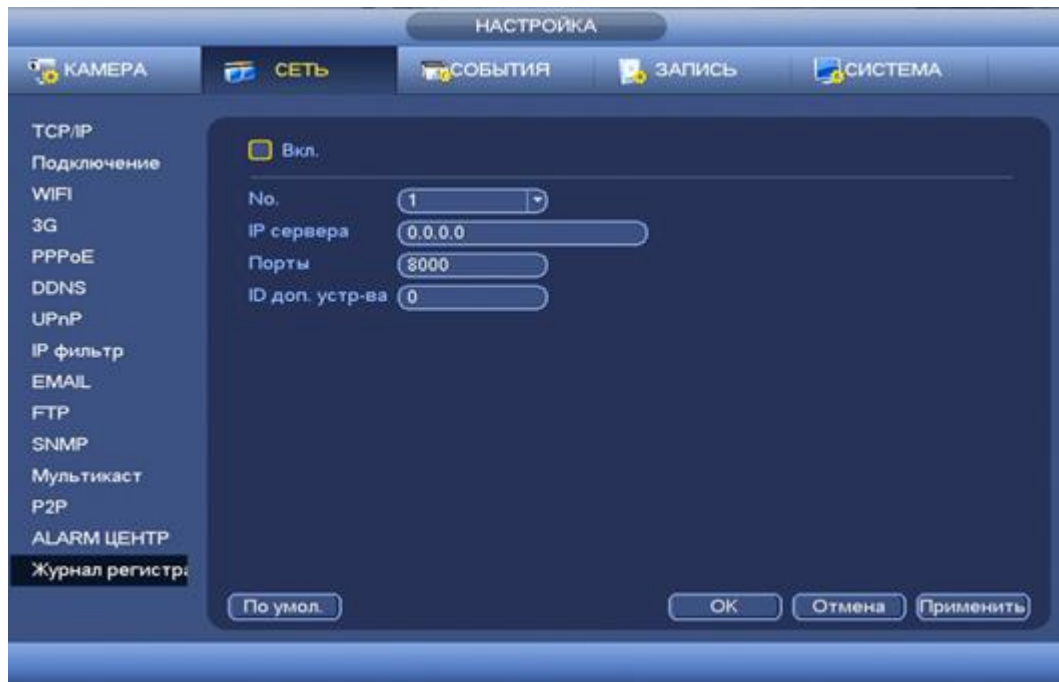 НАСТРОЙКА
КАМЕРА СЕТЬ СОБЫТИЯ ЗАПИСЬ СИСТЕМА
TCP/IP
Подключение
WIFI
3G
PPPoE
DDNS
UPnP
IP фильтр
EMAIL
FTP
SNMP
Мультикаст
P2P
ALARM ЦЕНТР
Журнал регистра
Вкл.
No. 1
IP сервера 0.0.0.0
Порты 8000
ID доп. устр-ва 0
По умол. OK Отмена Применить